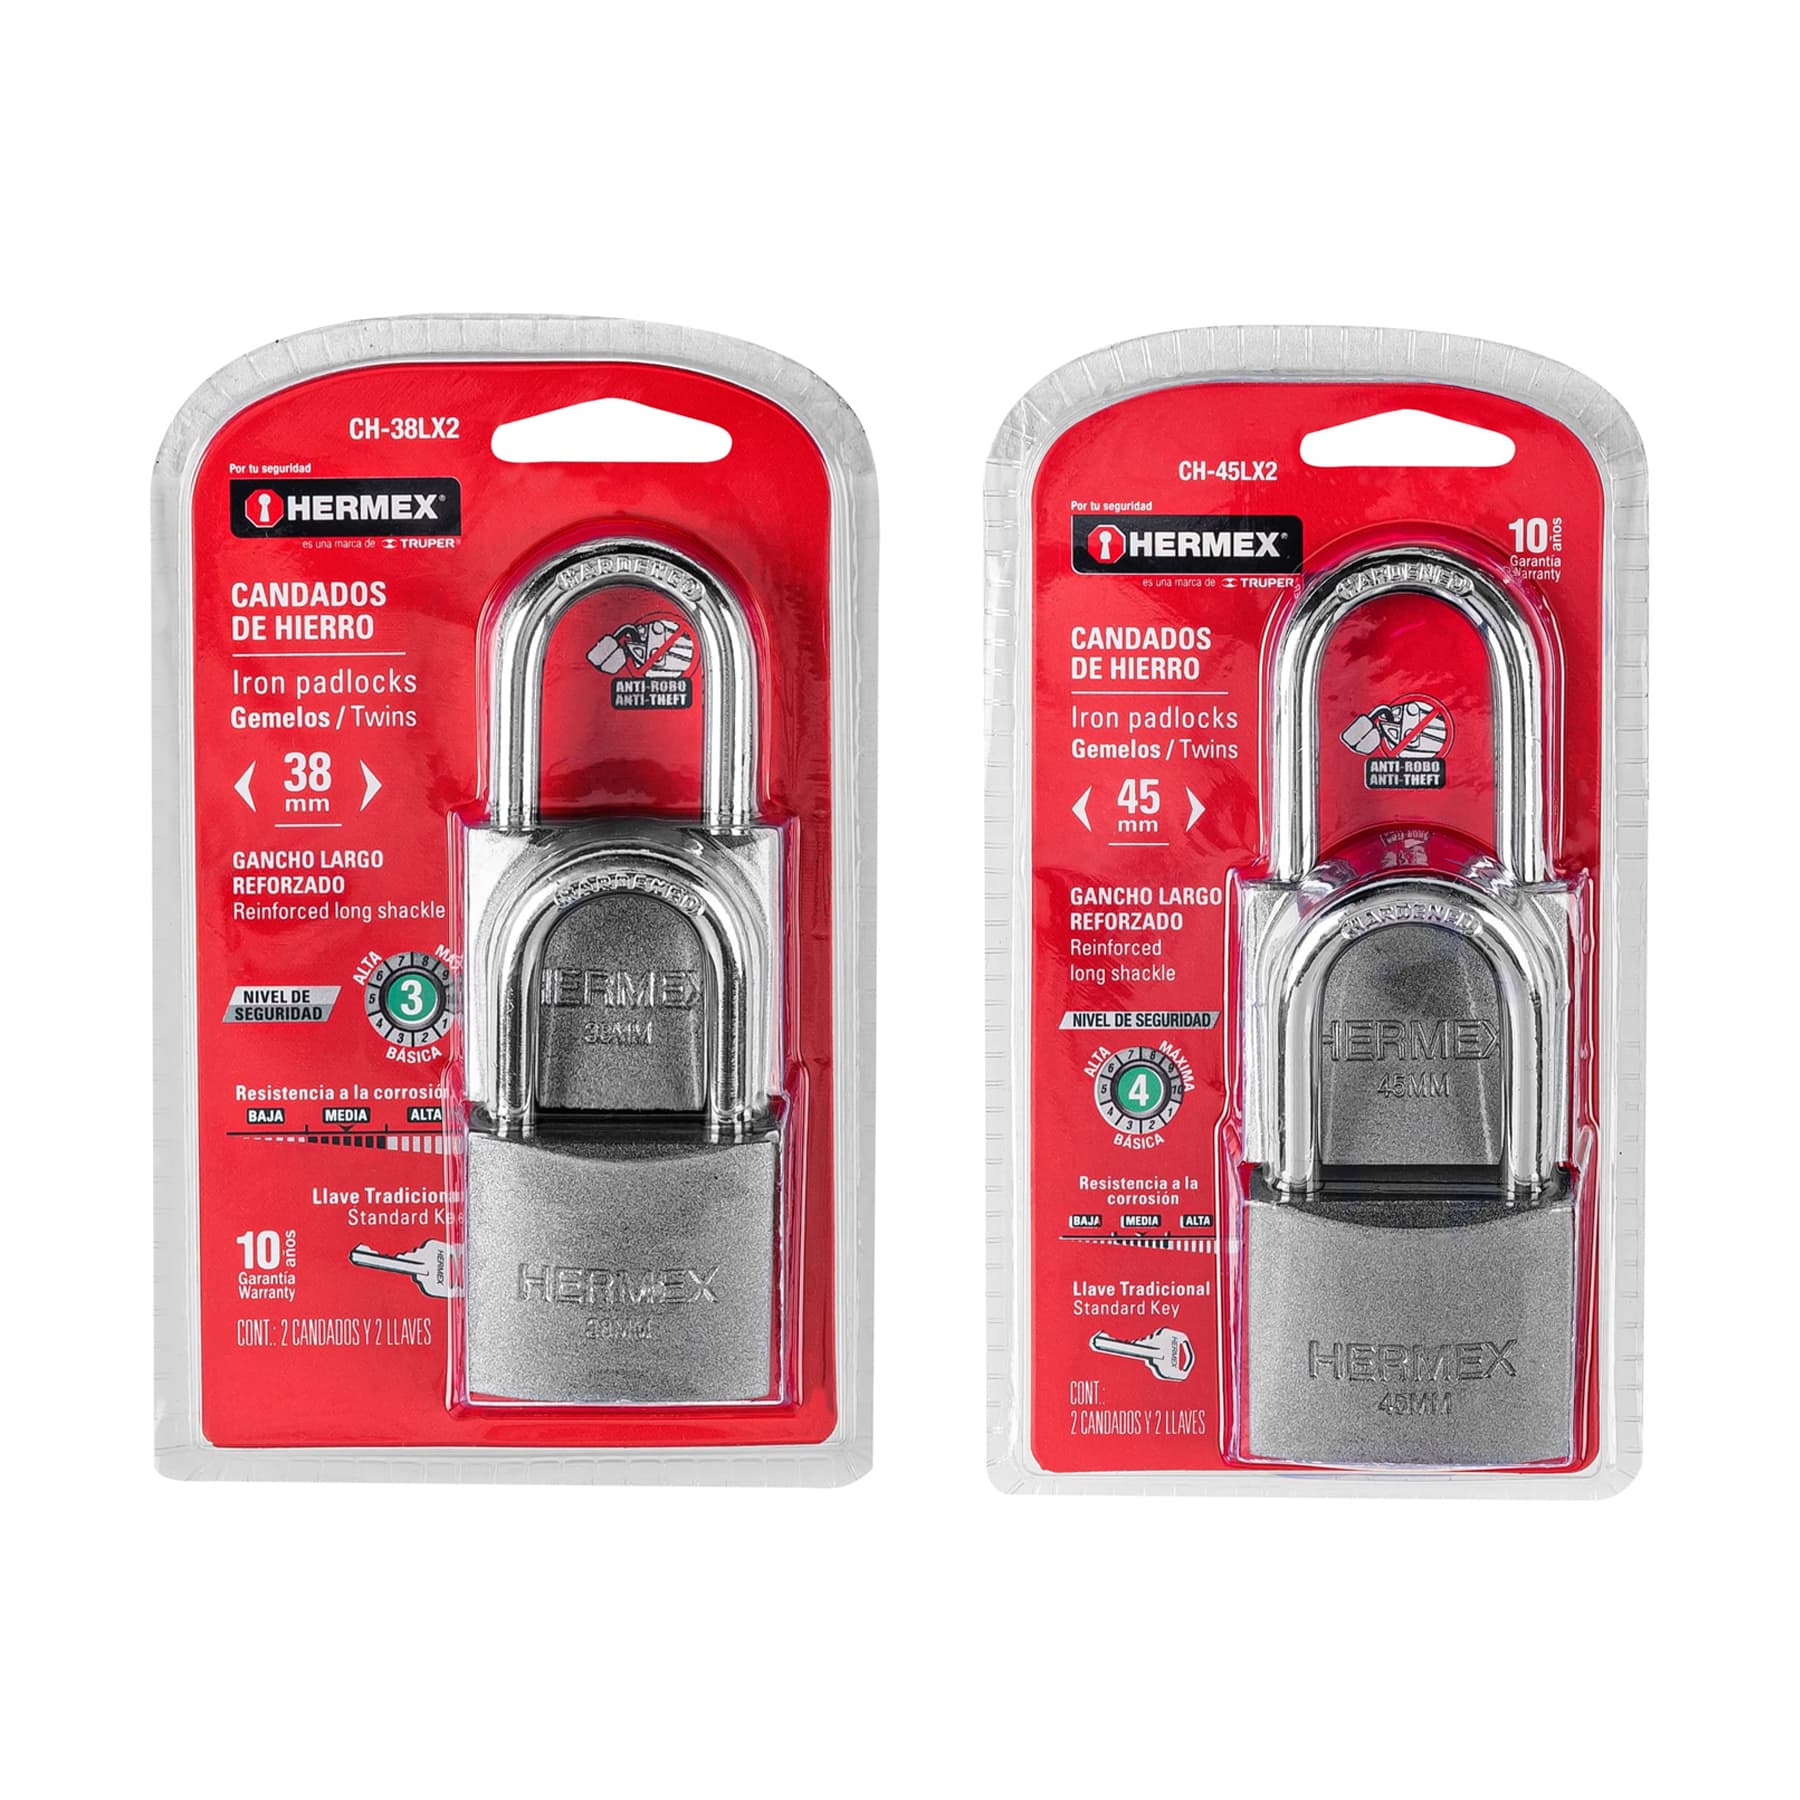 CH-38LX2
Por tu seguridad
HERMEX®
es una marca de TRUPER®
CANDADOS
DE HIERRO
Iron padlocks
Gemelos / Twins
38
mm
GANCHO LARGO
REFORZADO
Reinforced long shackle
NIVEL DE
SEGURIDAD
ALTA
3
BÁSICA
Resistencia a la
BAJA MEDIA ALTA
Llave
Standard
10 años
Garantía
Warranty
HERMEX
CONT.: 2 CANDADOS Y 2 LLAVES
HARDENED
ANTI-ROBO
ANTI-THEFT
HARDENED
HERMEX
38MM
HERMEX
38MM
CH-45LX2
Por tu seguridad
HERMEX®
es una marca de TRUPER
10 años
Garantía
Warranty
CANDADOS
DE HIERRO
Iron padlocks
Gemelos / Twins
45
mm
GANCHO LARGO
REFORZADO
Reinforced
long shackle
NIVEL DE SEGURIDAD
ALTA MÁXIMA
4
BÁSICA
Resistencia a la
corrosión
BAJA MEDIA ALTA
Llave Tradicional
Standard Key
HERMEX
CONT.:
2 CANDADOS Y 2 LLAVES
HARDENED
ANTI-ROBO
ANTI-THEFT
HARDENED
HERMEX
45MM
HERMEX
45MM